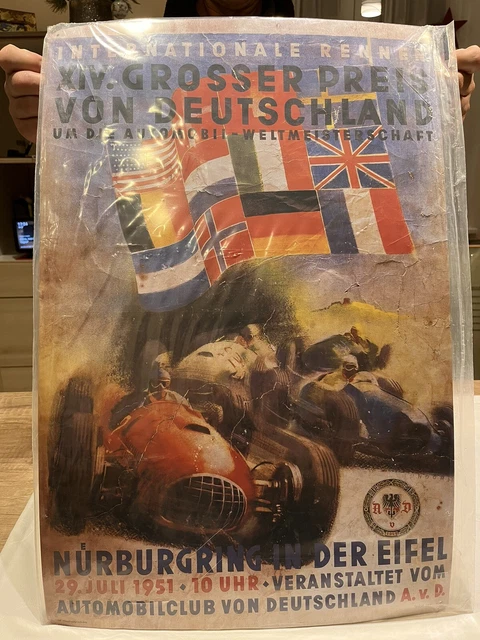 INTERNATIONALE RENNEN
XIV. GROSSER PREIS
VON DEUTSCHLAND
UM DIE AUTOMOBIL-WELTMEISTERSCHAFT
A D
V
NÜRBURGRING IN DER EIFEL
29. JULI 1951 • 10 UHR • VERANSTALTET VOM
AUTOMOBILCLUB VON DEUTSCHLAND A.v.D.